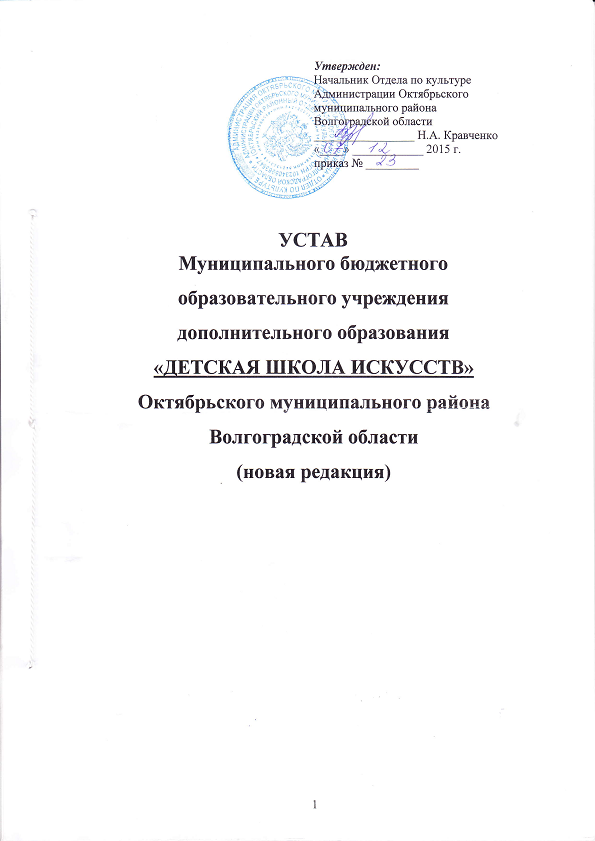 Утвержден:
Начальник Отдела по культуре
Администрации Октябрьского
муниципального района
Волгоградской области
Н.А. Кравченко
« 07 » 12 2015 г.
приказ № 23
УСТАВ
Муниципального бюджетного
образовательного учреждения
дополнительного образования
«ДЕТСКАЯ ШКОЛА ИСКУССТВ»
Октябрьского муниципального района
Волгоградской области
(новая редакция)
1